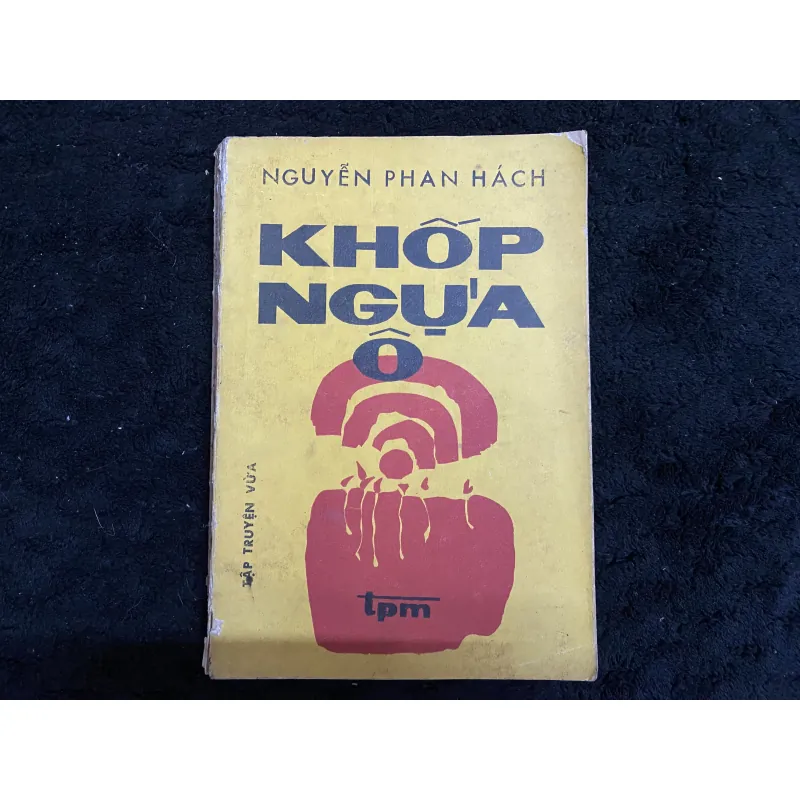 NGUYỄN PHAN HÁCH
KHỐP
NGỰA
Ô
TẬP TRUYỆN VỪA
tpm